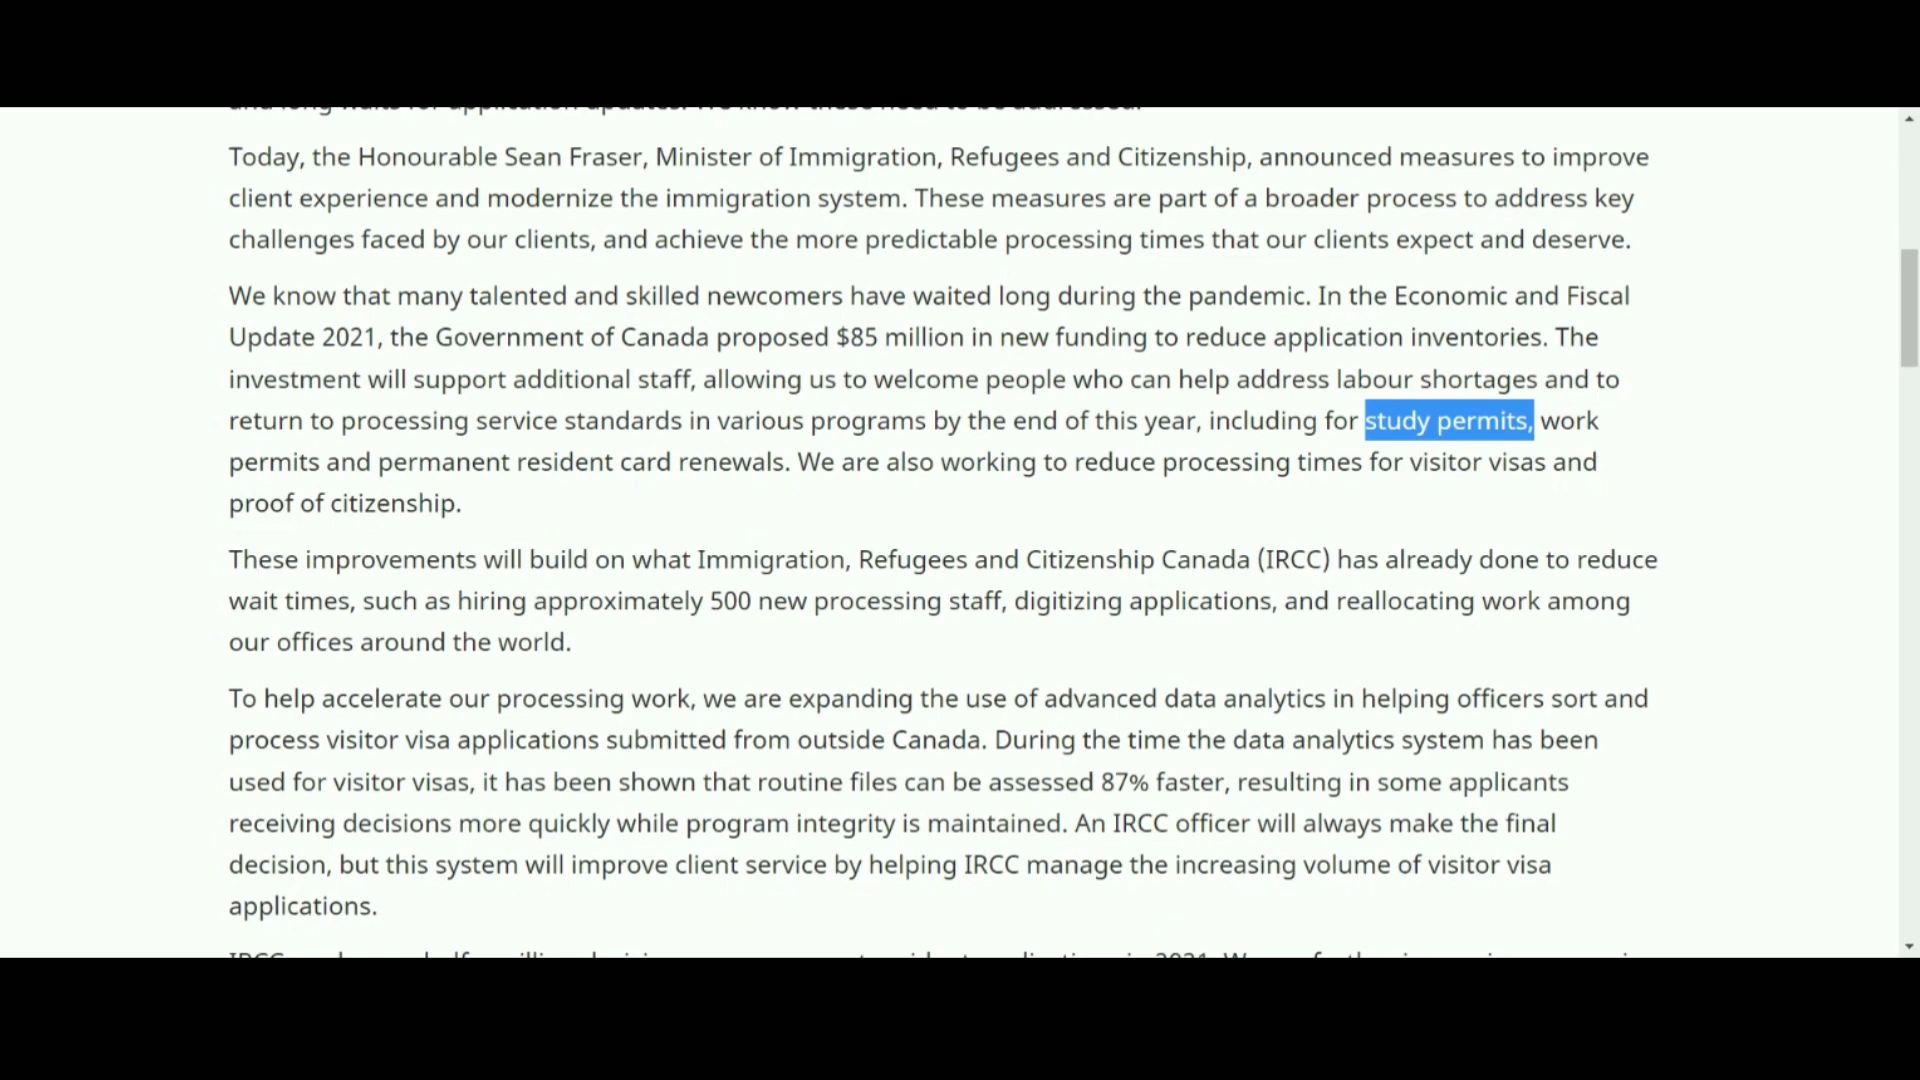 Today, the Honourable Sean Fraser, Minister of Immigration, Refugees and Citizenship, announced measures to improve
client experience and modernize the immigration system. These measures are part of a broader process to address key
challenges faced by our clients, and achieve the more predictable processing times that our clients expect and deserve.
We know that many talented and skilled newcomers have waited long during the pandemic. In the Economic and Fiscal
Update 2021, the Government of Canada proposed $85 million in new funding to reduce application inventories. The
investment will support additional staff, allowing us to welcome people who can help address labour shortages and to
return to processing service standards in various programs by the end of this year, including for study permits, work
permits and permanent resident card renewals. We are also working to reduce processing times for visitor visas and
proof of citizenship.
These improvements will build on what Immigration, Refugees and Citizenship Canada (IRCC) has already done to reduce
wait times, such as hiring approximately 500 new processing staff, digitizing applications, and reallocating work among
our offices around the world.
To help accelerate our processing work, we are expanding the use of advanced data analytics in helping officers sort and
process visitor visa applications submitted from outside Canada. During the time the data analytics system has been
used for visitor visas, it has been shown that routine files can be assessed 87% faster, resulting in some applicants
receiving decisions more quickly while program integrity is maintained. An IRCC officer will always make the final
decision, but this system will improve client service by helping IRCC manage the increasing volume of visitor visa
applications.